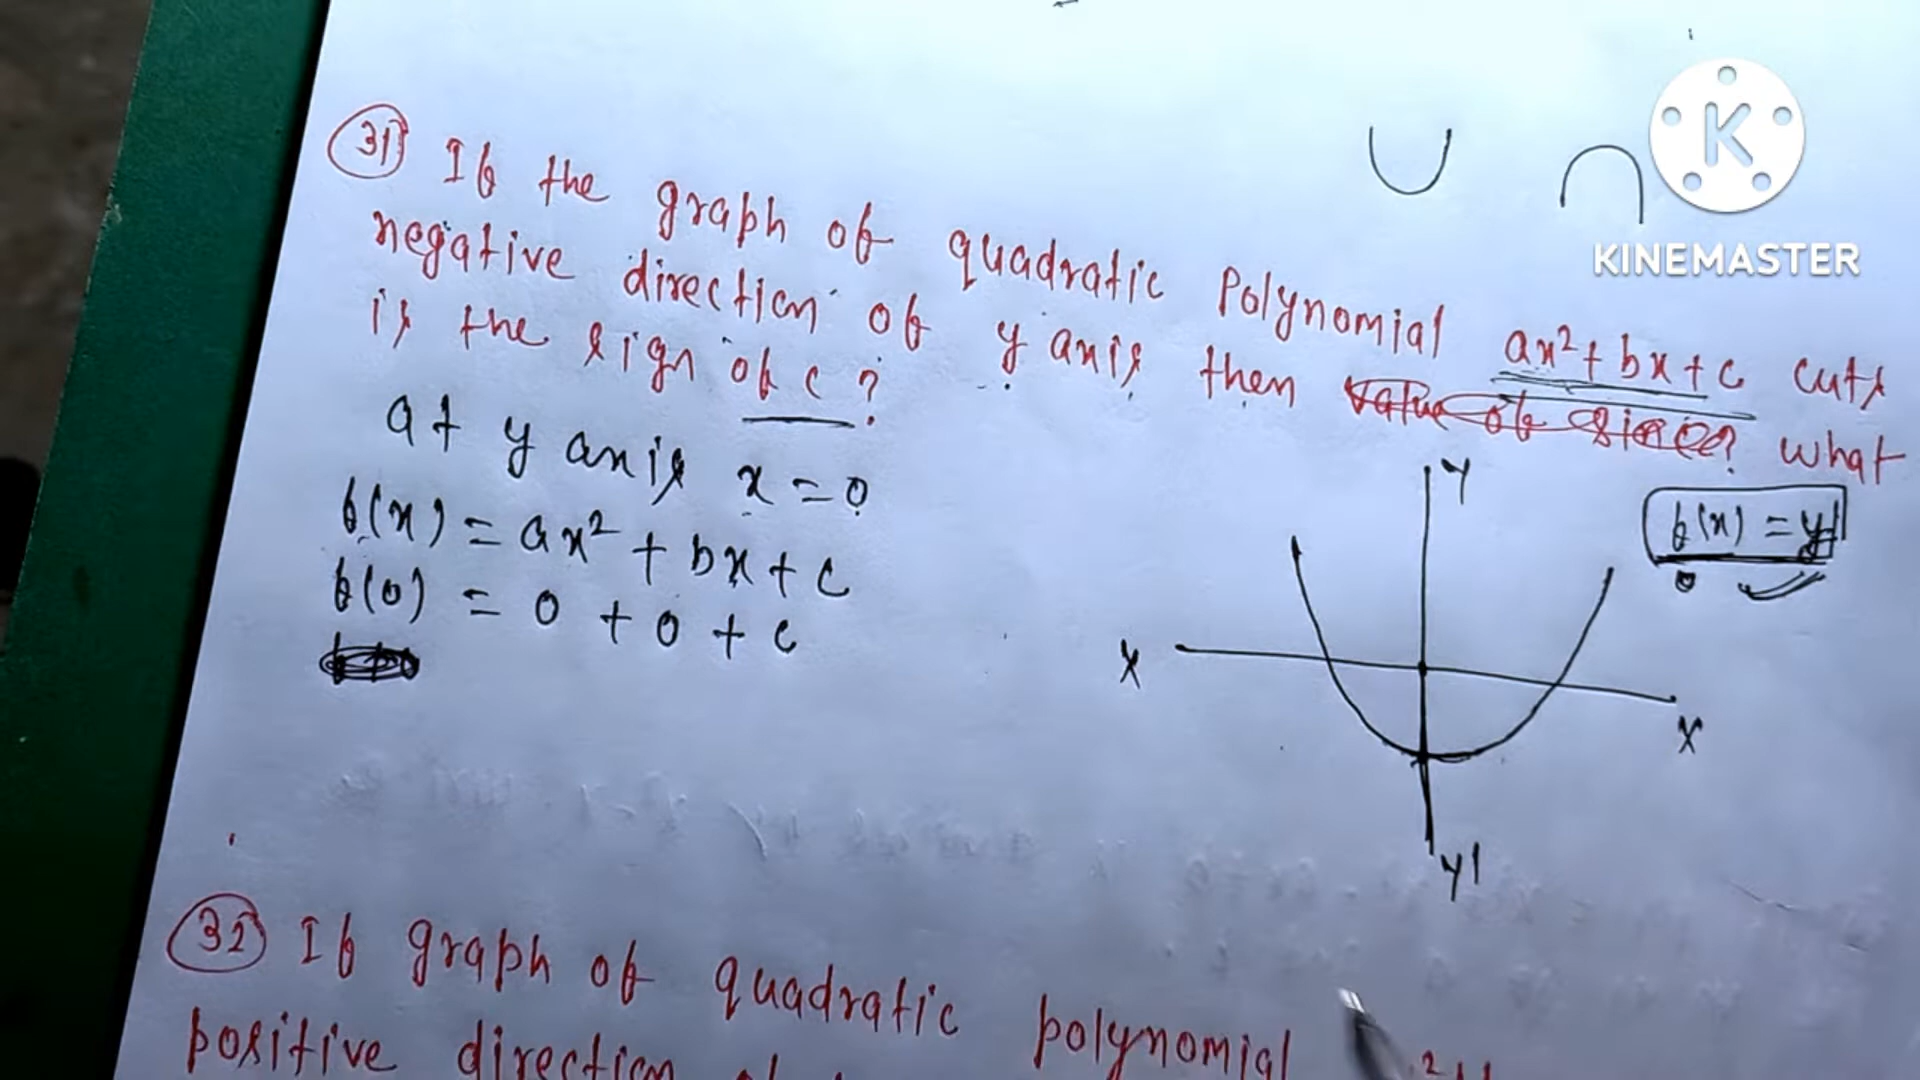 31) If the graph of quadratic Polynomial ax²+bx+c cuts
negative direction of y axis then what
is the sign of c?
at y axis x=0
f(x) = ax² + bx + c
f(0) = 0 + 0 + c
Y
f(x) = y
X
X
Y'
32) If graph of quadratic polynomial
positive direction
KINEMASTER